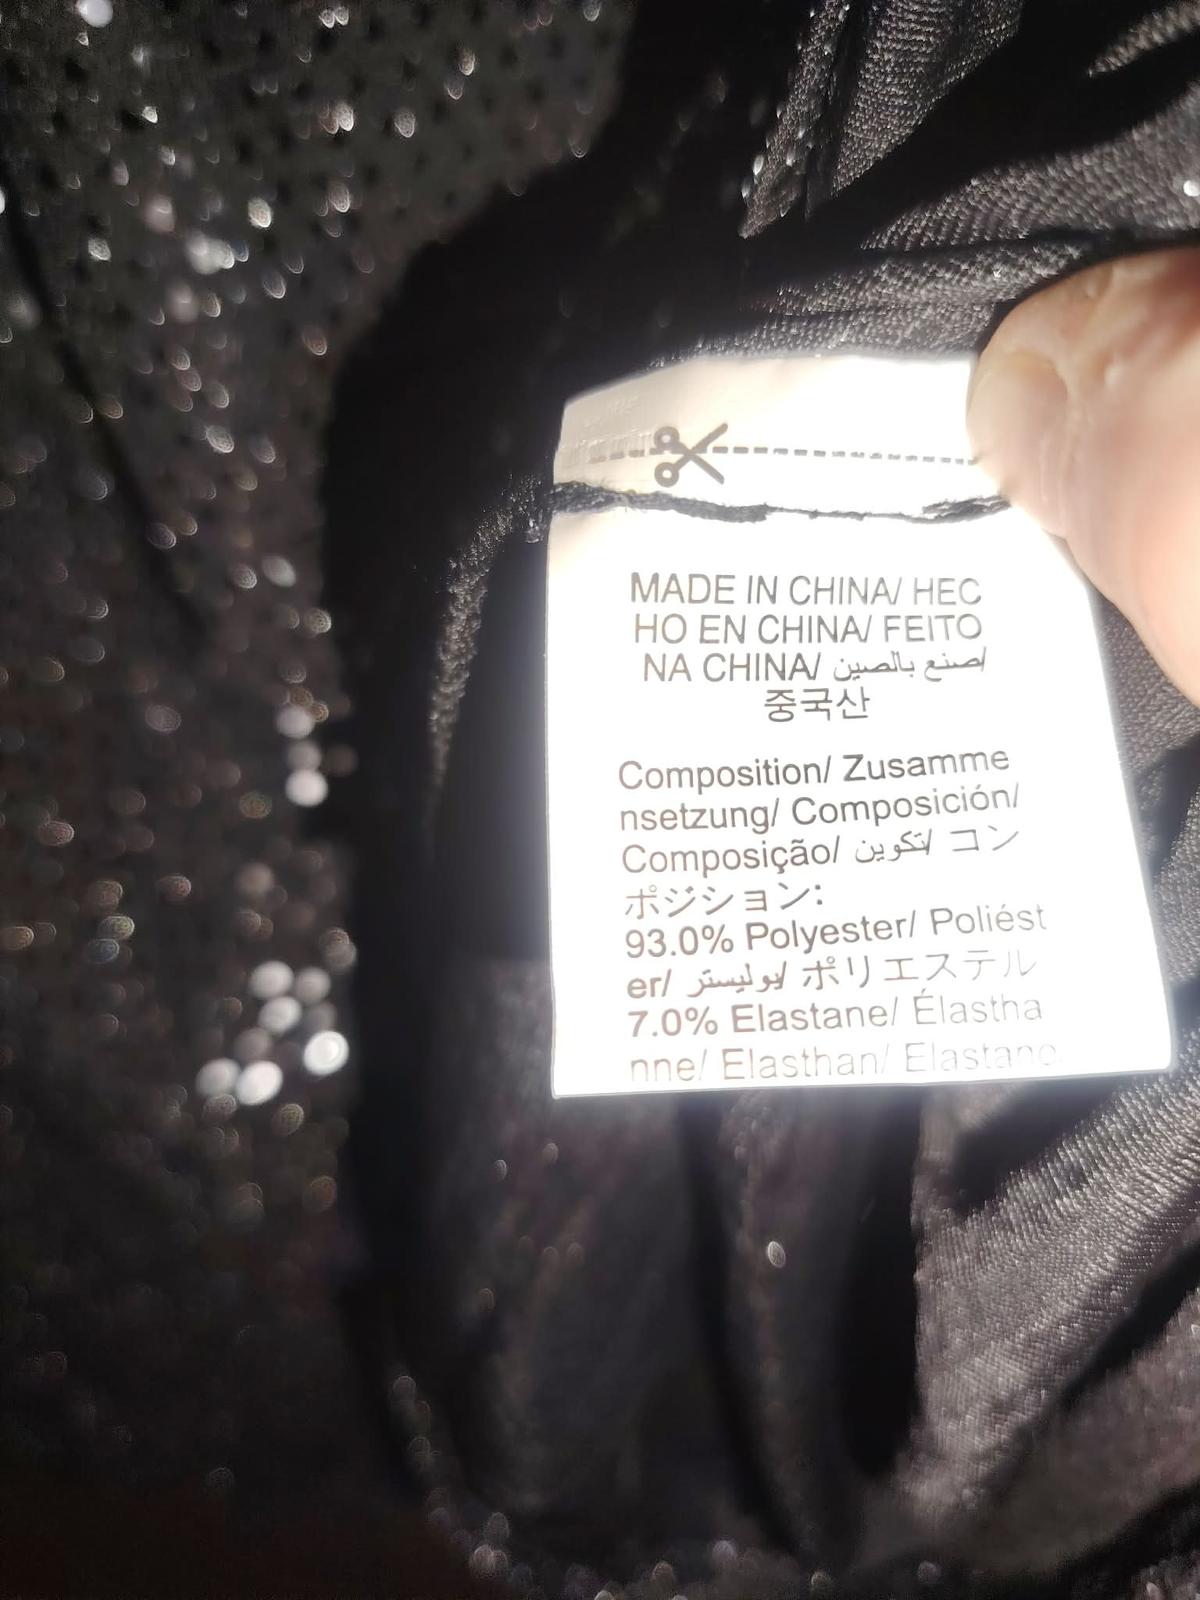 MADE IN CHINA/ HEC
HO EN CHINA/ FEITO
NA CHINA/ صنع بالصين/
중국산
Composition/ Zusamme
nsetzung/ Composición/
Composição/ تكوين/ コン
ポジション:
93.0% Polyester/ Poliést
er/ بوليستر/ ポリエステル
7.0% Elastane/ Élastha
nne/ Elasthan/ Elastano